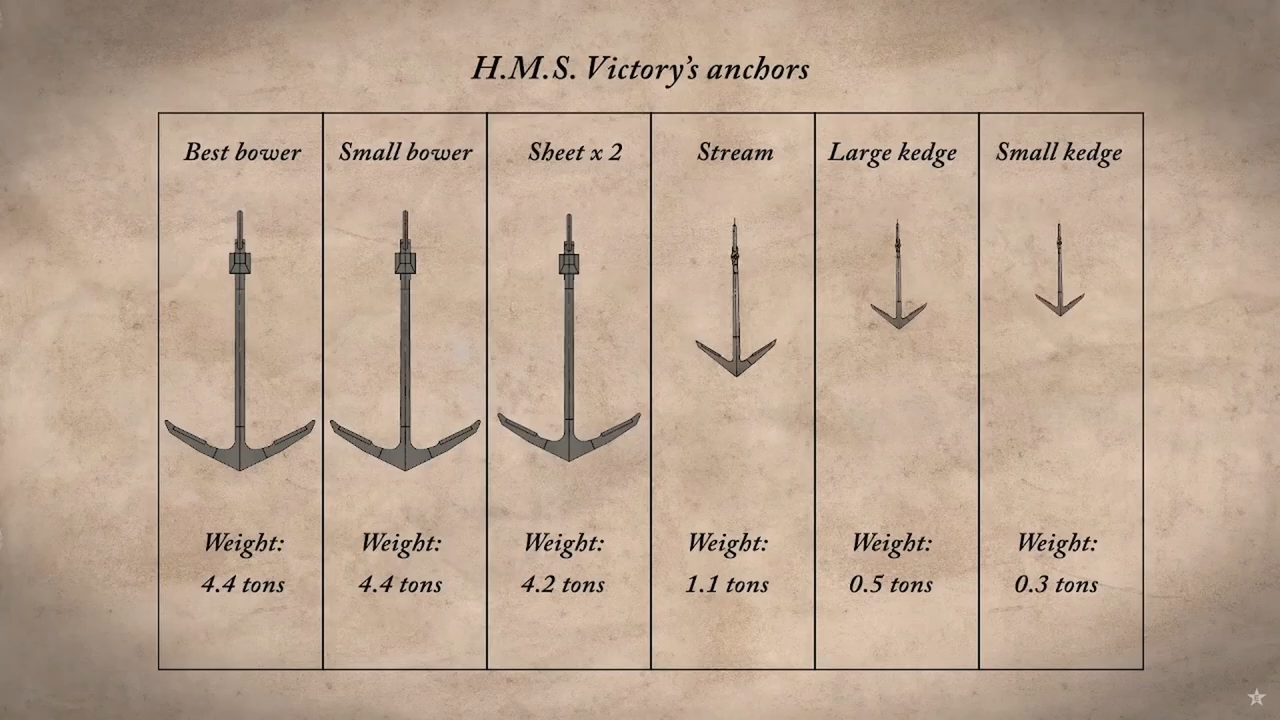 H.M.S. Victory's anchors
Best bower
Small bower
Sheet x 2
Stream
Large kedge
Small kedge
Weight:
4.4 tons
Weight:
4.4 tons
Weight:
4.2 tons
Weight:
1.1 tons
Weight:
0.5 tons
Weight:
0.3 tons